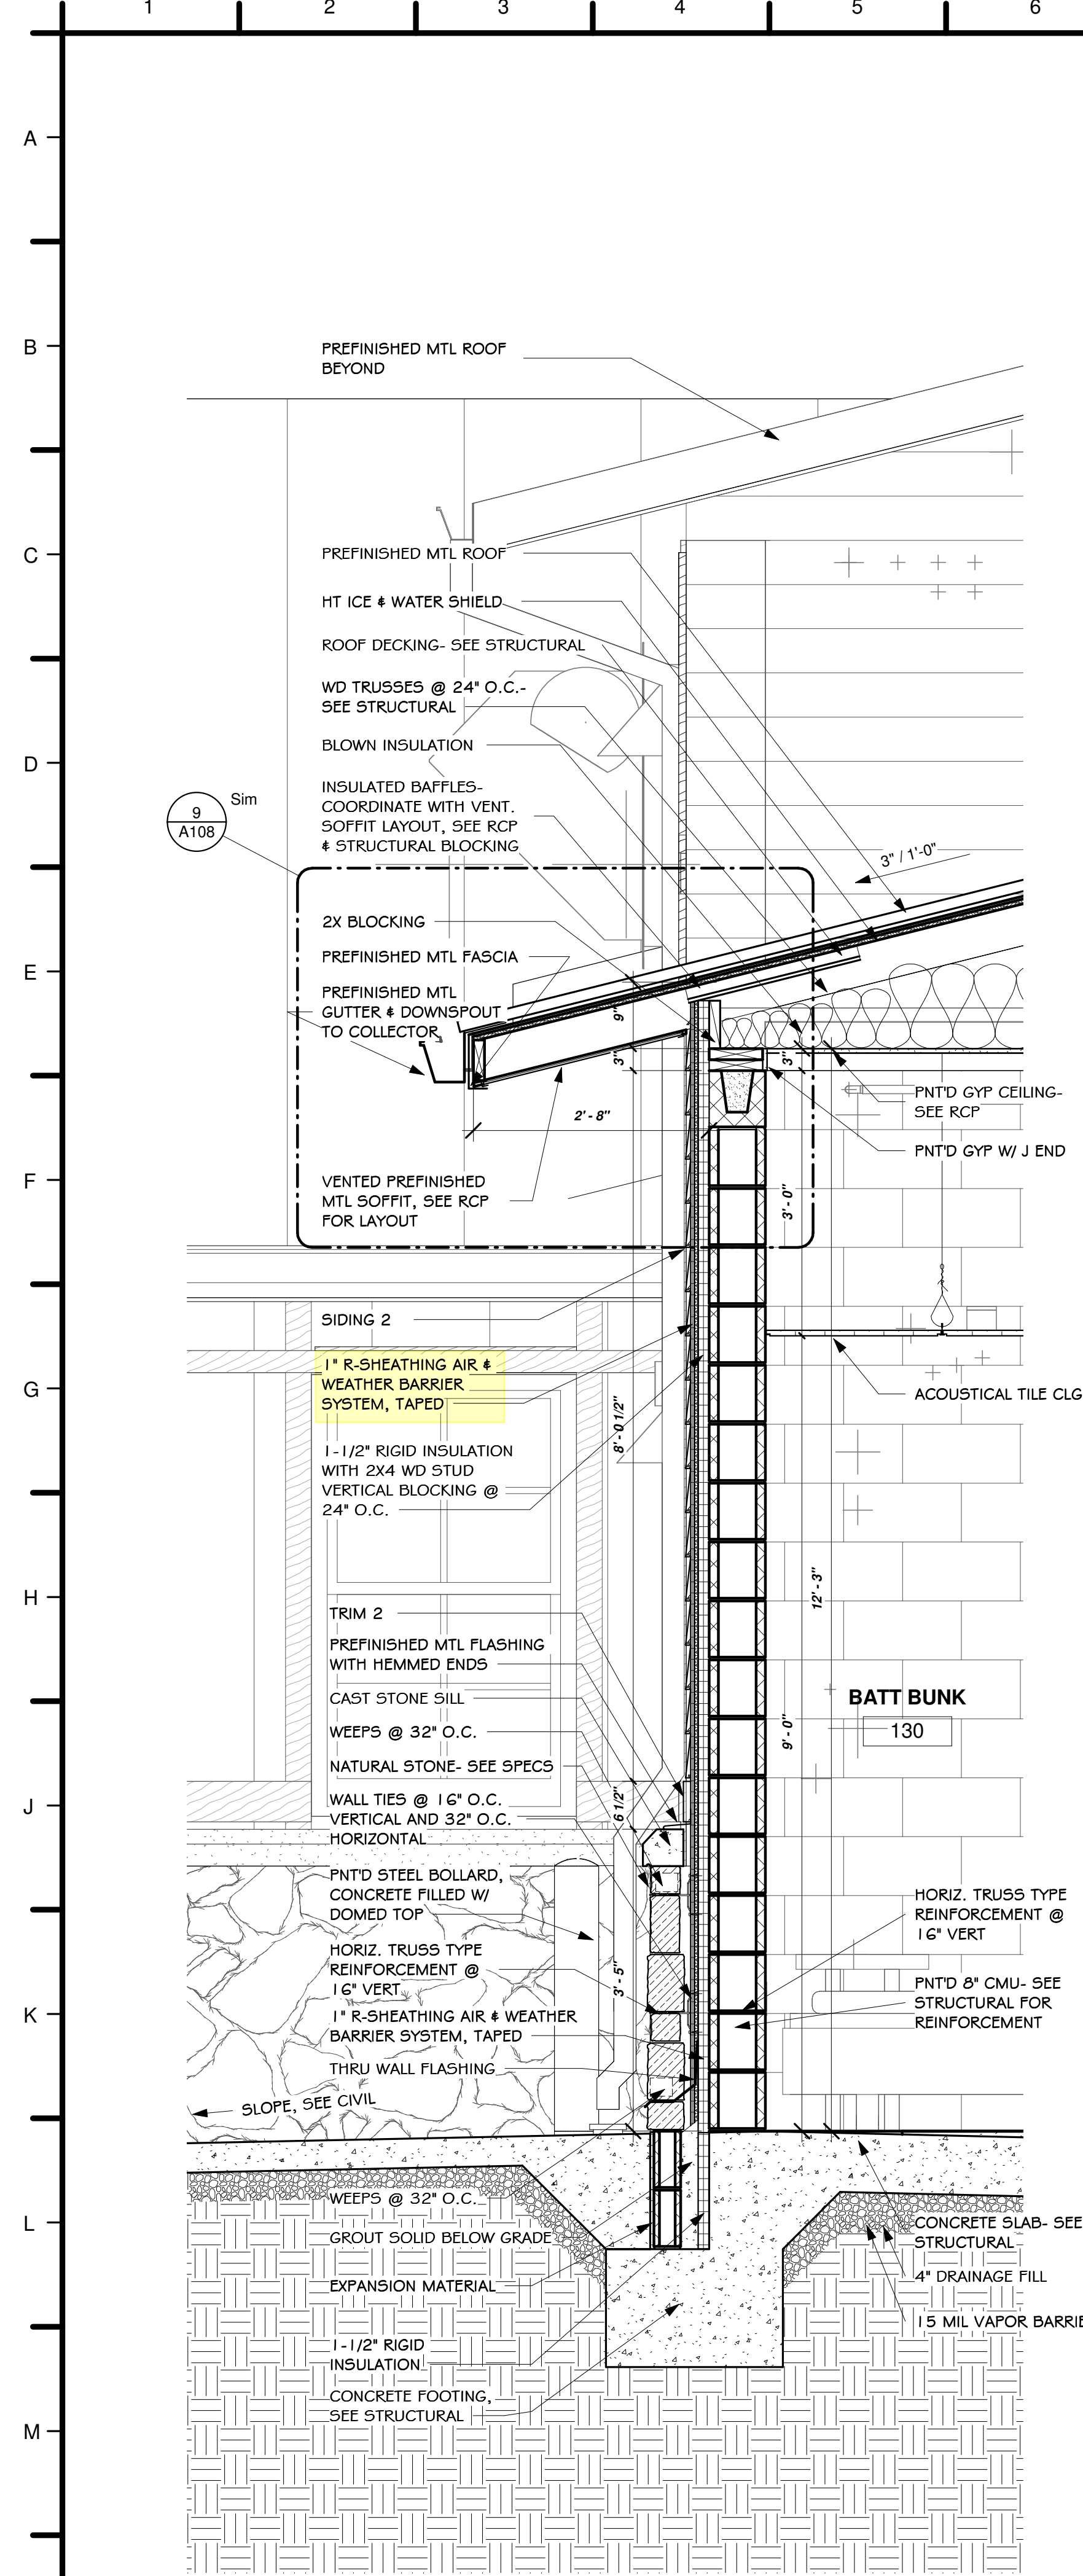 1
2
3
4
5
6
A
B
C
D
E
F
G
H
J
K
L
M
PREFINISHED MTL ROOF
BEYOND
PREFINISHED MTL ROOF
HT ICE & WATER SHIELD
ROOF DECKING- SEE STRUCTURAL
WD TRUSSES @ 24" O.C.-
SEE STRUCTURAL
BLOWN INSULATION
INSULATED BAFFLES-
COORDINATE WITH VENT.
SOFFIT LAYOUT, SEE RCP
& STRUCTURAL BLOCKING
9
A108
Sim
3" / 1'-0"
2X BLOCKING
PREFINISHED MTL FASCIA
PREFINISHED MTL
GUTTER & DOWNSPOUT
TO COLLECTOR
9"
3"
3"
2' - 8"
PNT'D GYP CEILING-
SEE RCP
PNT'D GYP W/ J END
VENTED PREFINISHED
MTL SOFFIT, SEE RCP
FOR LAYOUT
3' - 0"
SIDING 2
1" R-SHEATHING AIR &
WEATHER BARRIER
SYSTEM, TAPED
ACOUSTICAL TILE CLG
8' - 0 1/2"
1-1/2" RIGID INSULATION
WITH 2X4 WD STUD
VERTICAL BLOCKING @
24" O.C.
12' - 3"
TRIM 2
PREFINISHED MTL FLASHING
WITH HEMMED ENDS
CAST STONE SILL
WEEPS @ 32" O.C.
NATURAL STONE- SEE SPECS
WALL TIES @ 16" O.C.
VERTICAL AND 32" O.C.
HORIZONTAL
BATT BUNK
130
9' - 0"
6 1/2"
PNT'D STEEL BOLLARD,
CONCRETE FILLED W/
DOMED TOP
HORIZ. TRUSS TYPE
REINFORCEMENT @
16" VERT
3' - 5"
1" R-SHEATHING AIR & WEATHER
BARRIER SYSTEM, TAPED
THRU WALL FLASHING
SLOPE, SEE CIVIL
HORIZ. TRUSS TYPE
REINFORCEMENT @
16" VERT
PNT'D 8" CMU- SEE
STRUCTURAL FOR
REINFORCEMENT
WEEPS @ 32" O.C.
GROUT SOLID BELOW GRADE
EXPANSION MATERIAL
1-1/2" RIGID
INSULATION
CONCRETE FOOTING,
SEE STRUCTURAL
CONCRETE SLAB- SEE
STRUCTURAL
4" DRAINAGE FILL
15 MIL VAPOR BARRIE